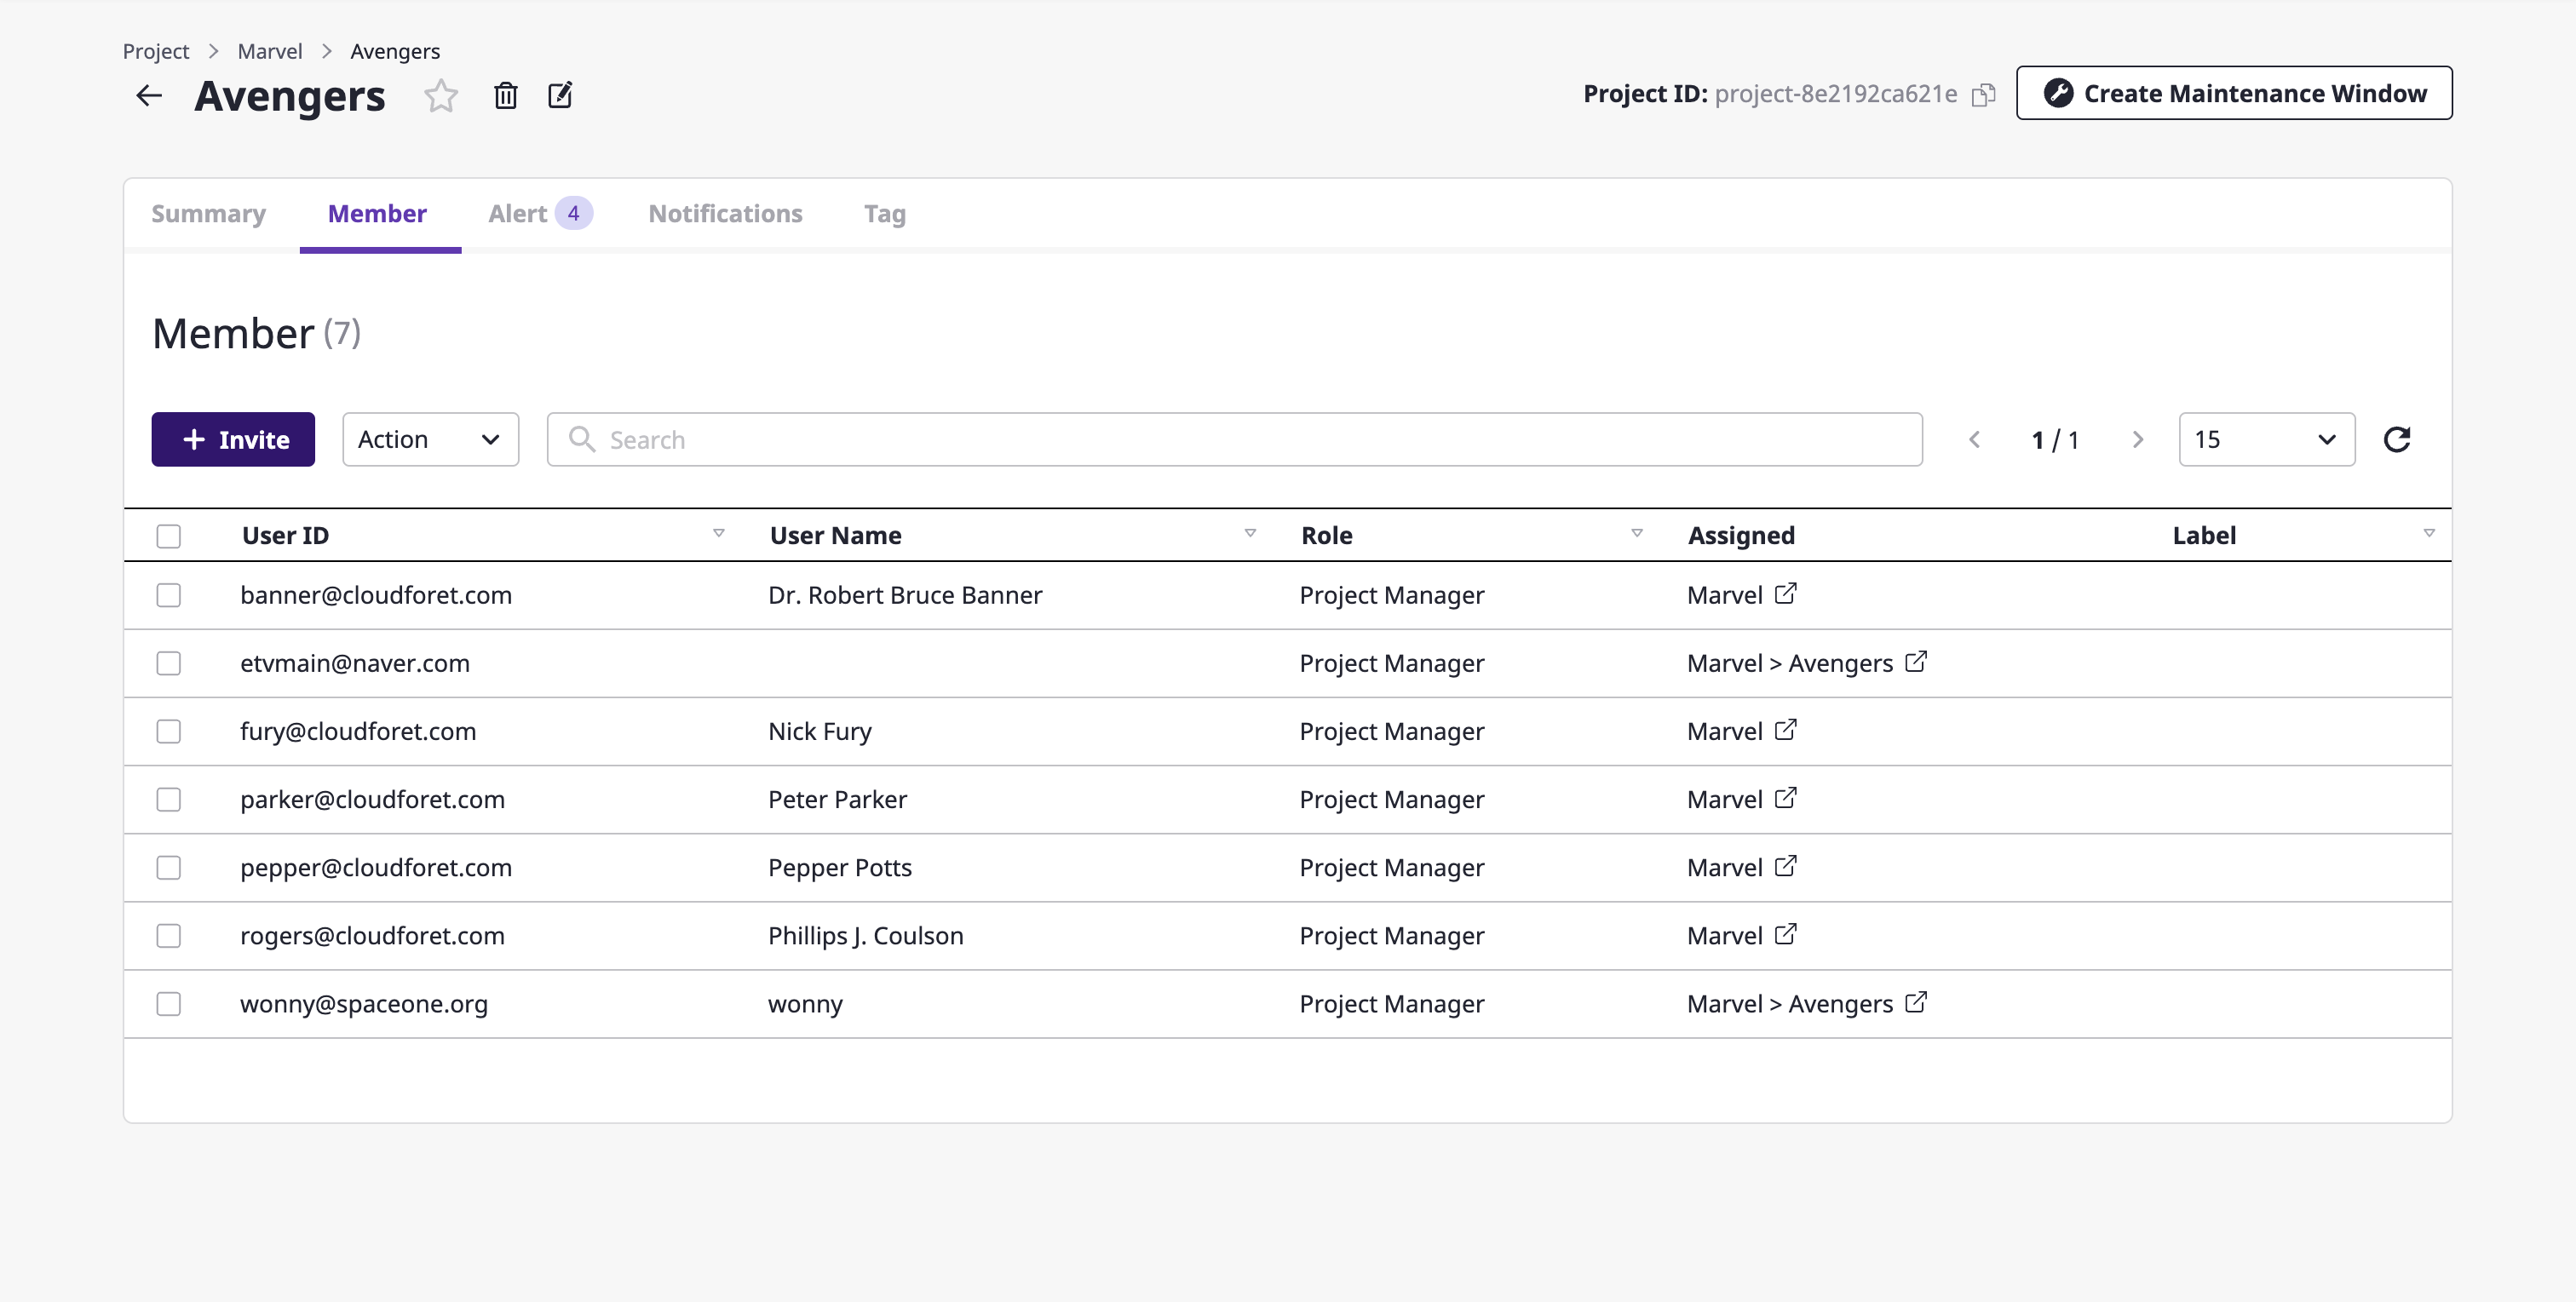 Project > Marvel > Avengers
Avengers
Project ID: project-8e2192ca621e
Create Maintenance Window
Summary Member Alert 4 Notifications Tag
Member (7)
+ Invite Action Search < 1 / 1 > 15
User ID User Name Role Assigned Label
banner@cloudforet.com Dr. Robert Bruce Banner Project Manager Marvel
etvmain@naver.com Project Manager Marvel > Avengers
fury@cloudforet.com Nick Fury Project Manager Marvel
parker@cloudforet.com Peter Parker Project Manager Marvel
pepper@cloudforet.com Pepper Potts Project Manager Marvel
rogers@cloudforet.com Phillips J. Coulson Project Manager Marvel
wonny@spaceone.org wonny Project Manager Marvel > Avengers